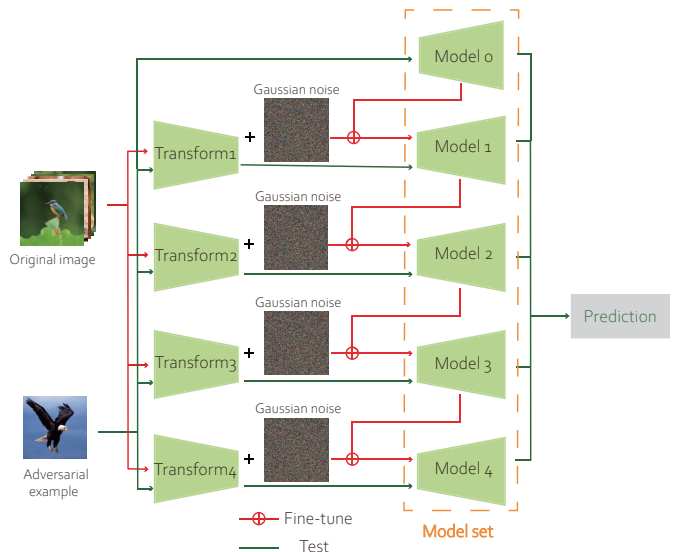 Model 0
Gaussian noise
+
Transform1
Model 1
Gaussian noise
Original image
+
Transform2
Model 2
Gaussian noise
Prediction
+
Transform3
Model 3
Gaussian noise
+
Transform4
Model 4
Adversarial
example
Fine-tune
Model set
Test